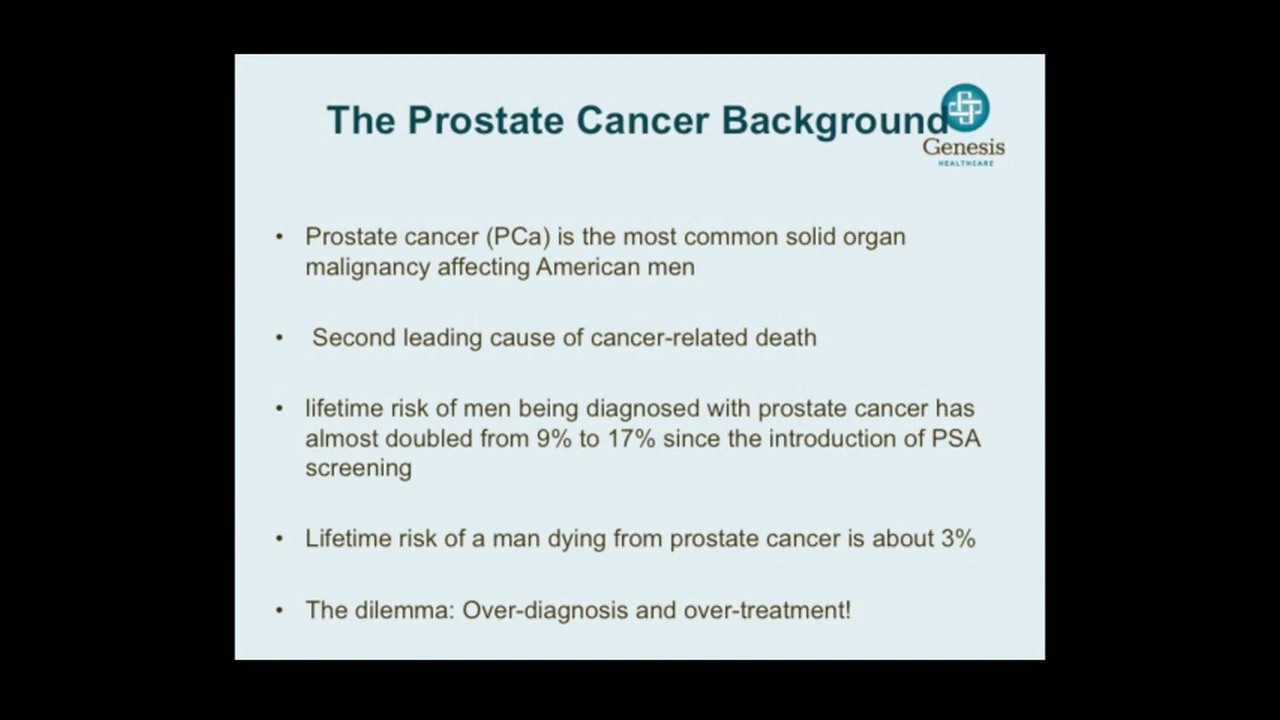 The Prostate Cancer Background
Genesis
HEALTHCARE
• Prostate cancer (PCa) is the most common solid organ
malignancy affecting American men
• Second leading cause of cancer-related death
• lifetime risk of men being diagnosed with prostate cancer has
almost doubled from 9% to 17% since the introduction of PSA
screening
• Lifetime risk of a man dying from prostate cancer is about 3%
• The dilemma: Over-diagnosis and over-treatment!